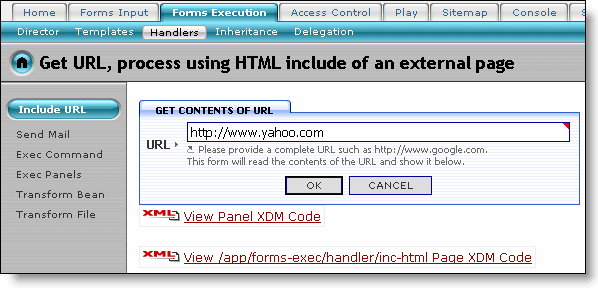 Home Forms Input Forms Execution Access Control Play Sitemap Console
Director Templates Handlers Inheritance Delegation
Get URL, process using HTML include of an external page
Include URL
Send Mail
Exec Command
Exec Panels
Transform Bean
Transform File
GET CONTENTS OF URL
URL http://www.yahoo.com
Please provide a complete URL such as http://www.google.com.
This form will read the contents of the URL and show it below.
OK CANCEL
XML View Panel XDM Code
XML View /app/forms-exec/handler/inc-html Page XDM Code